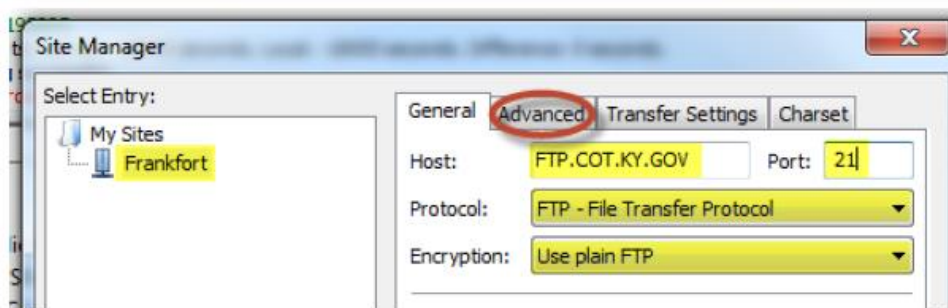 Site Manager
Select Entry:
My Sites
Frankfort
General Advanced Transfer Settings Charset
Host: FTP.COT.KY.GOV Port: 21
Protocol: FTP - File Transfer Protocol
Encryption: Use plain FTP